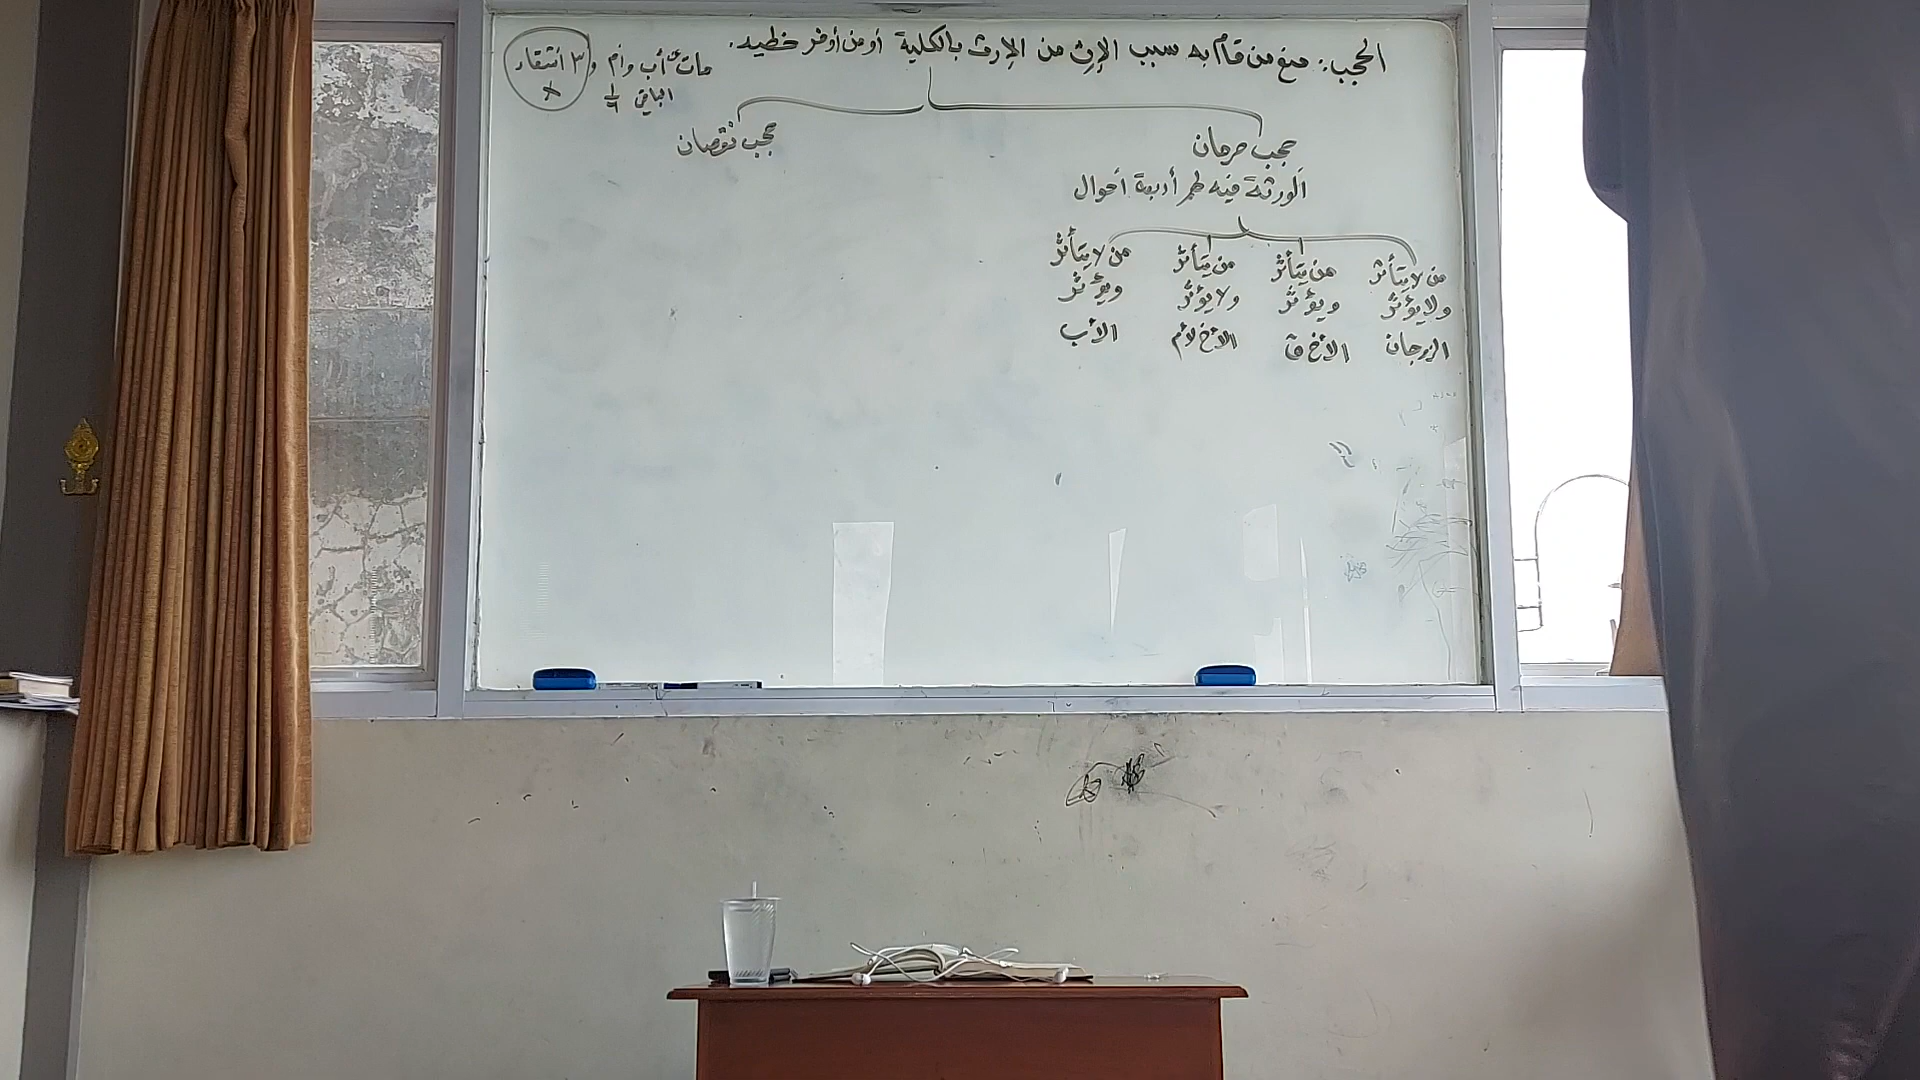 الحجب: منع من قام به سبب الإرث من الإرث بالكلية أو من أوفر حظيه.
مات عن أب وأم و ٣ أشقاء
الباقي ١/٦ x
حجب حرمان
حجب نقصان
الورثة فيه لهم أربعة أحوال
من لا يتأثر ولا يؤثر
الزوجان
من يتأثر ويؤثر
الأخ ق
من يتأثر ولا يؤثر
الأخ لأم
من لا يتأثر ويؤثر
الأب